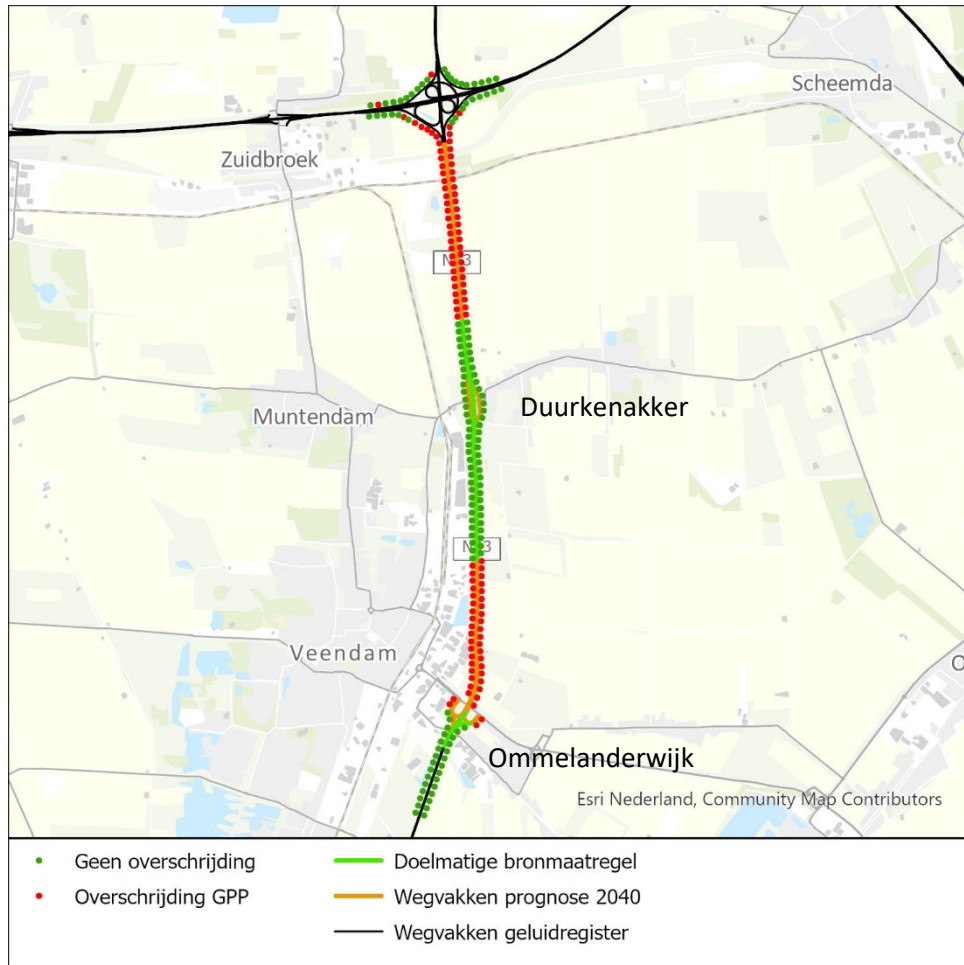 Scheemda
Zuidbroek
Duurkenakker
Muntendam
Veendam
Ommelanderwijk
Esri Nederland, Community Map Contributors
Geen overschrijding
Doelmatige bronmaatregel
Overschrijding GPP
Wegvakken prognose 2040
Wegvakken geluidregister